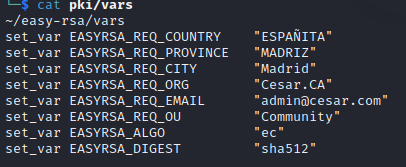 └─$ cat pki/vars
~/easy-rsa/vars
set_var EASYRSA_REQ_COUNTRY "ESPAÑITA"
set_var EASYRSA_REQ_PROVINCE "MADRIZ"
set_var EASYRSA_REQ_CITY "Madrid"
set_var EASYRSA_REQ_ORG "Cesar.CA"
set_var EASYRSA_REQ_EMAIL "admin@cesar.com"
set_var EASYRSA_REQ_OU "Community"
set_var EASYRSA_ALGO "ec"
set_var EASYRSA_DIGEST "sha512"